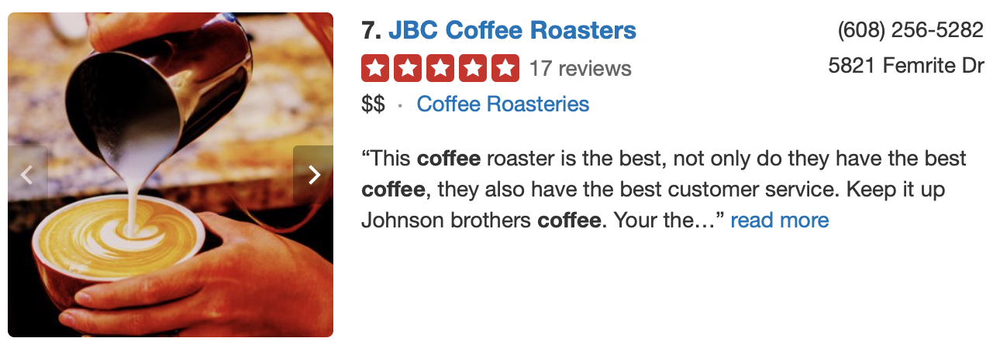 7. JBC Coffee Roasters
(608) 256-5282
17 reviews
5821 Femrite Dr
$$ · Coffee Roasteries
“This coffee roaster is the best, not only do they have the best
coffee, they also have the best customer service. Keep it up
Johnson brothers coffee. Your the…” read more